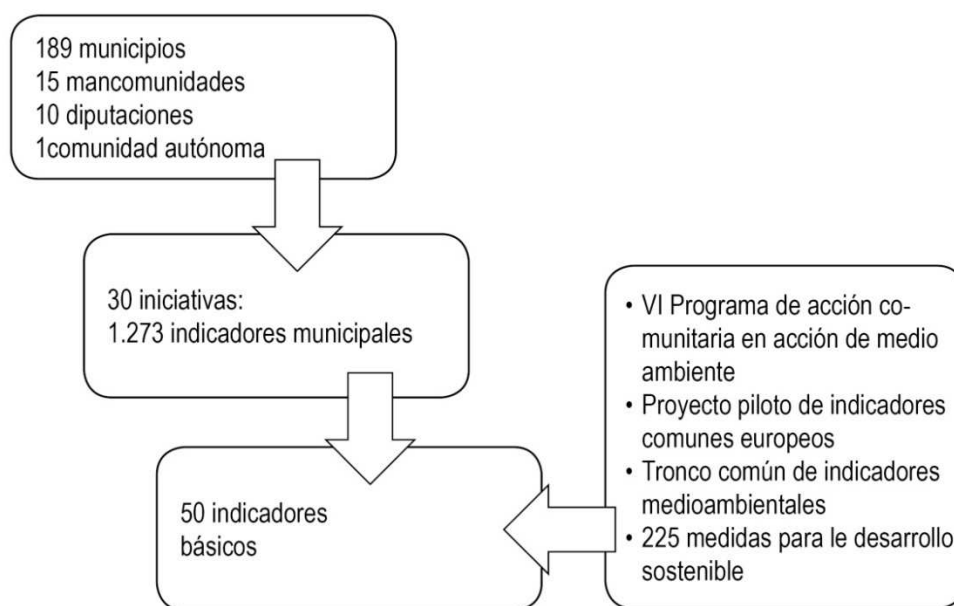 189 municipios
15 mancomunidades
10 diputaciones
1comunidad autónoma
30 iniciativas:
1.273 indicadores municipales
50 indicadores
básicos
• VI Programa de acción co-
munitaria en acción de medio
ambiente
• Proyecto piloto de indicadores
comunes europeos
• Tronco común de indicadores
medioambientales
• 225 medidas para le desarrollo
sostenible